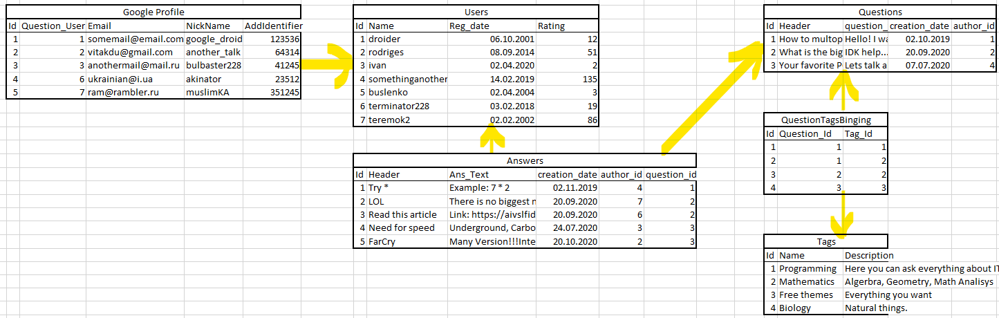 Google Profile
Id Question_User Email NickName AddIdentifier
1 1 somemail@email.com google_droid 123536
2 2 vitakdu@gmail.com another_talk 64314
3 3 anothermail@mail.ru bulbaster228 41245
4 6 ukrainian@i.ua akinator 23512
5 7 ram@rambler.ru muslimKA 351245
Users
Id Name Reg_date Rating
1 droider 06.10.2001 12
2 rodriges 08.09.2014 51
3 ivan 02.04.2020 2
4 somethinganother 14.02.2019 135
5 buslenko 02.04.2004 3
6 terminator228 03.02.2018 19
7 teremok2 02.02.2002 86
Questions
Id Header question_ creation_date author_id
1 How to multop Hello! I wa 02.10.2019 1
2 What is the big IDK help... 20.09.2020 2
3 Your favorite P Lets talk a 07.07.2020 4
Answers
Id Header Ans_Text creation_date author_id question_id
1 Try * Example: 7 * 2 02.11.2019 4 1
2 LOL There is no biggest n 20.09.2020 7 2
3 Read this article Link: https://aivslfid 20.09.2020 6 2
4 Need for speed Underground, Carbo 24.07.2020 3 3
5 FarCry Many Version!!!Inte 20.10.2020 2 3
QuestionTagsBinging
Id Question_Id Tag_Id
1 1 1
2 1 2
3 2 2
4 3 3
Tags
Id Name Description
1 Programming Here you can ask everything about IT
2 Mathematics Algerbra, Geometry, Math Analisys
3 Free themes Everything you want
4 Biology Natural things.